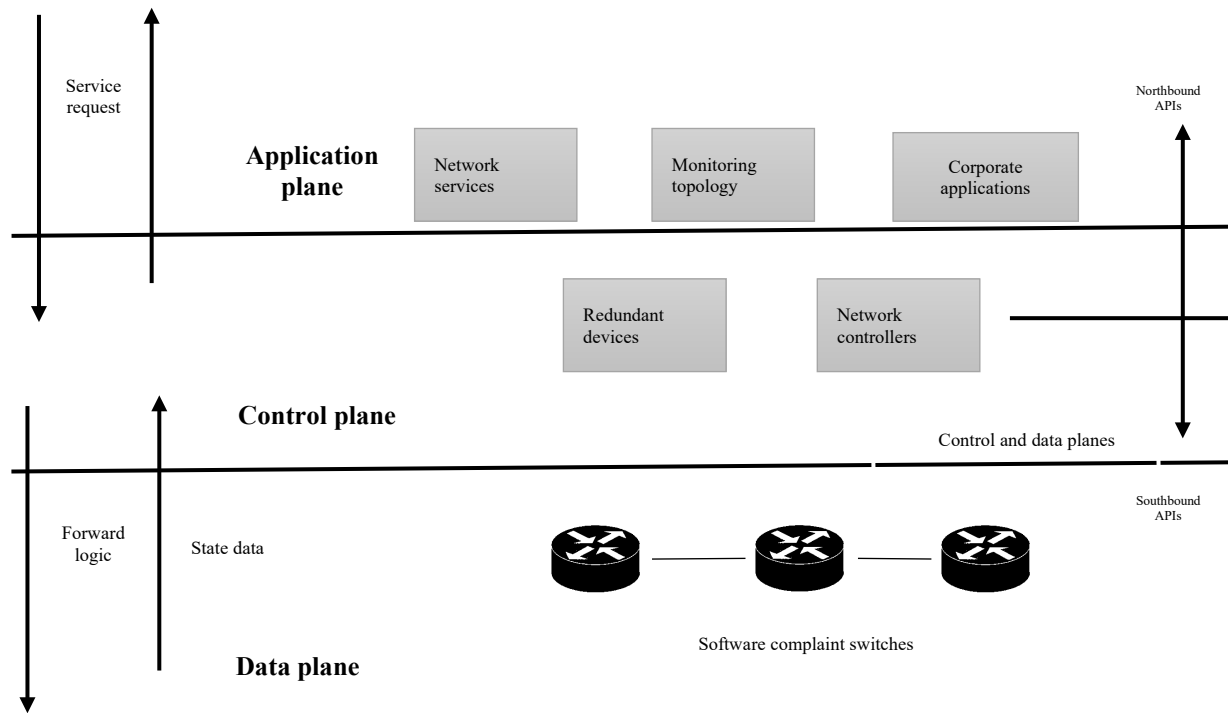 Service
request
Northbound
APIs
Application
plane
Network
services
Monitoring
topology
Corporate
applications
Redundant
devices
Network
controllers
Control plane
Control and data planes
Southbound
APIs
Forward
logic
State data
Software complaint switches
Data plane